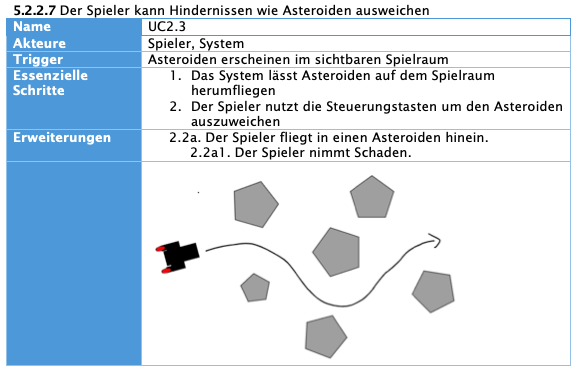 5.2.2.7 Der Spieler kann Hindernissen wie Asteroiden ausweichen
Name UC2.3
Akteure Spieler, System
Trigger Asteroiden erscheinen im sichtbaren Spielraum
Essenzielle Schritte 1. Das System lässt Asteroiden auf dem Spielraum
herumfliegen
2. Der Spieler nutzt die Steuerungstasten um den Asteroiden
auszuweichen
Erweiterungen 2.2a. Der Spieler fliegt in einen Asteroiden hinein.
2.2a1. Der Spieler nimmt Schaden.